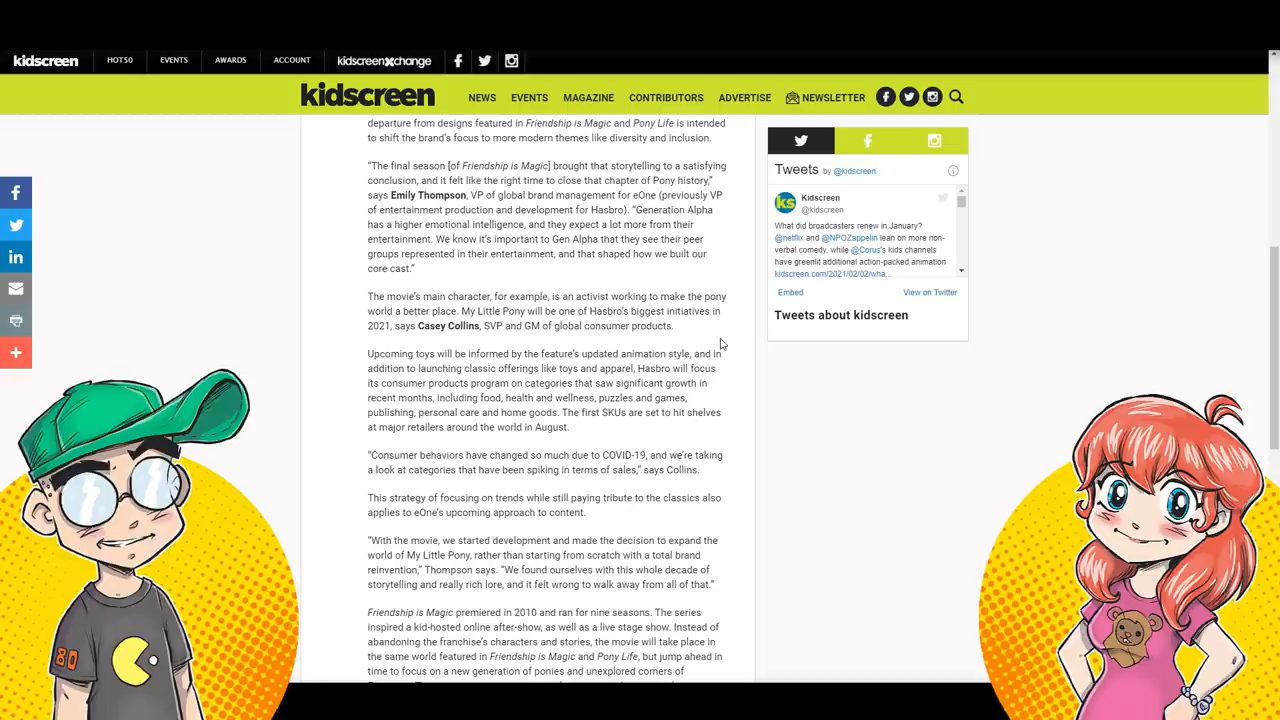 kidscreen HOT50 EVENTS AWARDS ACCOUNT kidscreenxchange
kidscreen NEWS EVENTS MAGAZINE CONTRIBUTORS ADVERTISE NEWSLETTER
departure from designs featured in Friendship is Magic and Pony Life is intended
to shift the brand's focus to more modern themes like diversity and inclusion.
“The final season [of Friendship is Magic] brought that storytelling to a satisfying
conclusion, and it felt like the right time to close that chapter of Pony history,”
says Emily Thompson, VP of global brand management for eOne (previously VP
of entertainment production and development for Hasbro). “Generation Alpha
has a higher emotional intelligence, and they expect a lot more from their
entertainment. We know it's important to Gen Alpha that they see their peer
groups represented in their entertainment, and that shaped how we built our
core cast.”
The movie's main character, for example, is an activist working to make the pony
world a better place. My Little Pony will be one of Hasbro's biggest initiatives in
2021, says Casey Collins, SVP and GM of global consumer products.
Upcoming toys will be informed by the feature's updated animation style, and in
addition to launching classic offerings like toys and apparel, Hasbro will focus
its consumer products program on categories that saw significant growth in
recent months, including food, health and wellness, puzzles and games,
publishing, personal care and home goods. The first SKUs are set to hit shelves
at major retailers around the world in August.
“Consumer behaviors have changed so much due to COVID-19, and we're taking
a look at categories that have been spiking in terms of sales,” says Collins.
This strategy of focusing on trends while still paying tribute to the classics also
applies to eOne's upcoming approach to content.
“With the movie, we started development and made the decision to expand the
world of My Little Pony, rather than starting from scratch with a total brand
reinvention,” Thompson says. “We found ourselves with this whole decade of
storytelling and really rich lore, and it felt wrong to walk away from all of that.”
Friendship is Magic premiered in 2010 and ran for nine seasons. The series
inspired a kid-hosted online after-show, as well as a live stage show. Instead of
abandoning the franchise's characters and stories, the movie will take place in
the same world featured in Friendship is Magic and Pony Life, but jump ahead in
time to focus on a new generation of ponies and unexplored corners of
Tweets by @kidscreen
ks
Kidscreen
@kidscreen
What did broadcasters renew in January?
@netflix and @NPOZappelin lean on more non-
verbal comedy, while @Corus's kids channels
have greenlit additional action-packed animation
kidscreen.com/2021/02/02/wha...
Embed View on Twitter
Tweets about kidscreen
80